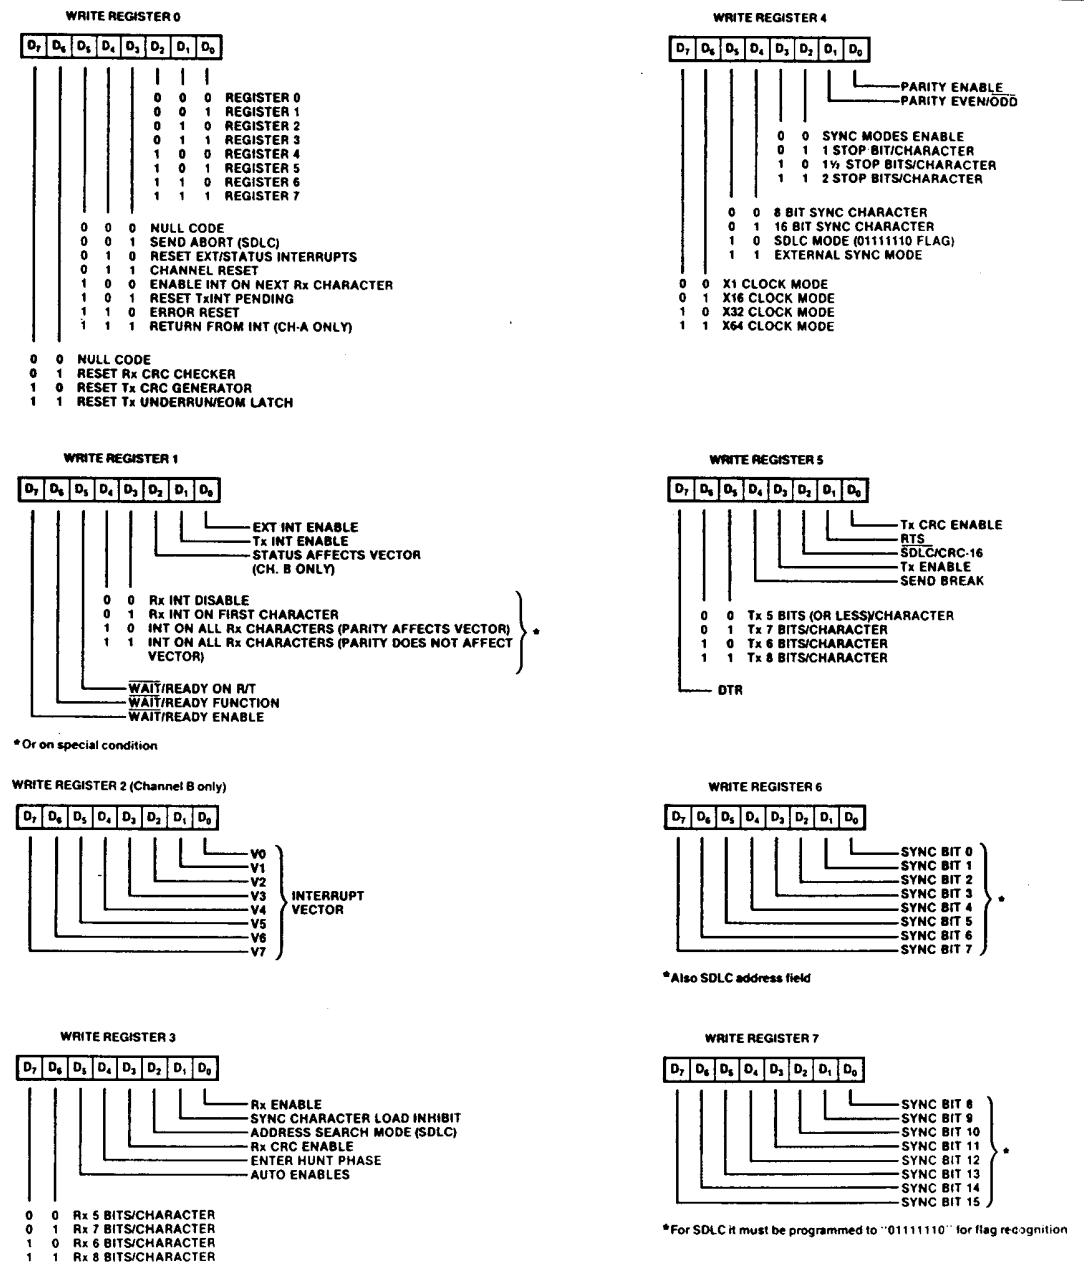 WRITE REGISTER 0
D7 D6 D5 D4 D3 D2 D1 D0
0 0 0 REGISTER 0
0 0 1 REGISTER 1
0 1 0 REGISTER 2
0 1 1 REGISTER 3
1 0 0 REGISTER 4
1 0 1 REGISTER 5
1 1 0 REGISTER 6
1 1 1 REGISTER 7
0 0 0 NULL CODE
0 0 1 SEND ABORT (SDLC)
0 1 0 RESET EXT/STATUS INTERRUPTS
0 1 1 CHANNEL RESET
1 0 0 ENABLE INT ON NEXT Rx CHARACTER
1 0 1 RESET TxINT PENDING
1 1 0 ERROR RESET
1 1 1 RETURN FROM INT (CH-A ONLY)
0 0 NULL CODE
0 1 RESET Rx CRC CHECKER
1 0 RESET Tx CRC GENERATOR
1 1 RESET Tx UNDERRUN/EOM LATCH
WRITE REGISTER 1
D7 D6 D5 D4 D3 D2 D1 D0
EXT INT ENABLE
Tx INT ENABLE
STATUS AFFECTS VECTOR
(CH. B ONLY)
0 0 Rx INT DISABLE
0 1 Rx INT ON FIRST CHARACTER
1 0 INT ON ALL Rx CHARACTERS (PARITY AFFECTS VECTOR)
1 1 INT ON ALL Rx CHARACTERS (PARITY DOES NOT AFFECT
VECTOR)
*
WAIT/READY ON R/T
WAIT/READY FUNCTION
WAIT/READY ENABLE
*Or on special condition
WRITE REGISTER 2 (Channel B only)
D7 D6 D5 D4 D3 D2 D1 D0
V0
V1
V2
V3
V4
V5
V6
V7
INTERRUPT
VECTOR
WRITE REGISTER 3
D7 D6 D5 D4 D3 D2 D1 D0
Rx ENABLE
SYNC CHARACTER LOAD INHIBIT
ADDRESS SEARCH MODE (SDLC)
Rx CRC ENABLE
ENTER HUNT PHASE
AUTO ENABLES
0 0 Rx 5 BITS/CHARACTER
0 1 Rx 7 BITS/CHARACTER
1 0 Rx 6 BITS/CHARACTER
1 1 Rx 8 BITS/CHARACTER
WRITE REGISTER 4
D7 D6 D5 D4 D3 D2 D1 D0
PARITY ENABLE
PARITY EVEN/ODD
0 0 SYNC MODES ENABLE
0 1 1 STOP BIT/CHARACTER
1 0 1½ STOP BITS/CHARACTER
1 1 2 STOP BITS/CHARACTER
0 0 8 BIT SYNC CHARACTER
0 1 16 BIT SYNC CHARACTER
1 0 SDLC MODE (01111110 FLAG)
1 1 EXTERNAL SYNC MODE
0 0 X1 CLOCK MODE
0 1 X16 CLOCK MODE
1 0 X32 CLOCK MODE
1 1 X64 CLOCK MODE
WRITE REGISTER 5
D7 D6 D5 D4 D3 D2 D1 D0
Tx CRC ENABLE
RTS
SDLC/CRC-16
Tx ENABLE
SEND BREAK
0 0 Tx 5 BITS (OR LESS)/CHARACTER
0 1 Tx 7 BITS/CHARACTER
1 0 Tx 6 BITS/CHARACTER
1 1 Tx 8 BITS/CHARACTER
DTR
WRITE REGISTER 6
D7 D6 D5 D4 D3 D2 D1 D0
SYNC BIT 0
SYNC BIT 1
SYNC BIT 2
SYNC BIT 3
SYNC BIT 4
SYNC BIT 5
SYNC BIT 6
SYNC BIT 7
*
*Also SDLC address field
WRITE REGISTER 7
D7 D6 D5 D4 D3 D2 D1 D0
SYNC BIT 8
SYNC BIT 9
SYNC BIT 10
SYNC BIT 11
SYNC BIT 12
SYNC BIT 13
SYNC BIT 14
SYNC BIT 15
*
*For SDLC it must be programmed to "01111110" for flag recognition